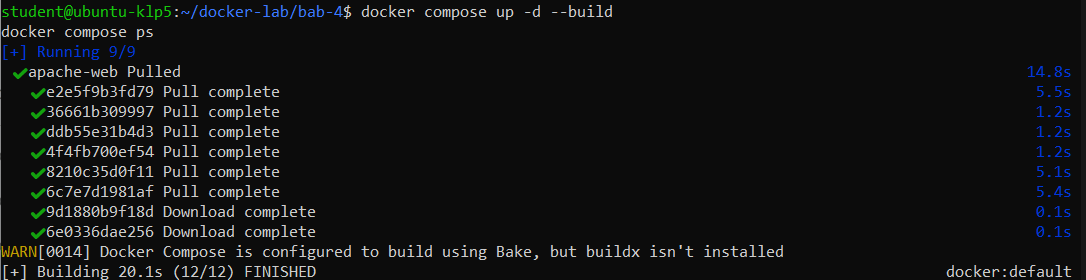 student@ubuntu-klp5:~/docker-lab/bab-4$ docker compose up -d --build
docker compose ps
[+] Running 9/9
✔apache-web Pulled 14.8s
✔e2e5f9b3fd79 Pull complete 5.5s
✔36661b309997 Pull complete 1.2s
✔ddb55e31b4d3 Pull complete 1.2s
✔4f4fb700ef54 Pull complete 1.2s
✔8210c35d0f11 Pull complete 5.1s
✔6c7e7d1981af Pull complete 5.4s
✔9d1880b9f18d Download complete 0.1s
✔6e0336dae256 Download complete 0.1s
WARN[0014] Docker Compose is configured to build using Bake, but buildx isn't installed
[+] Building 20.1s (12/12) FINISHED docker:default